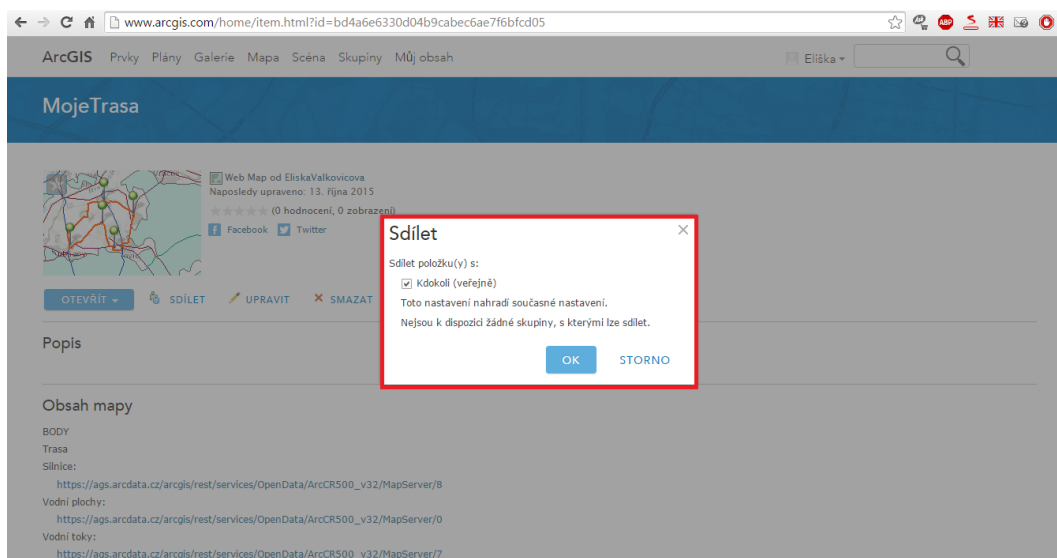 www.arcgis.com/home/item.html?id=bd4a6e6330d04b9cabec6ae7f6bfcd05
ABP
ArcGIS Prvky Plány Galerie Mapa Scéna Skupiny Můj obsah Eliška
MojeTrasa
Web Map od EliskaValkovicova
Naposledy upraveno: 13. října 2015
(0 hodnocení, 0 zobrazení)
Facebook Twitter
OTEVŘÍT SDÍLET UPRAVIT SMAZAT
Sdílet
Sdílet položku(y) s:
Kdokoli (veřejně)
Toto nastavení nahradí současné nastavení.
Nejsou k dispozici žádné skupiny, s kterými lze sdílet.
OK STORNO
Popis
Obsah mapy
BODY
Trasa
Silnice:
https://ags.arcdata.cz/arcgis/rest/services/OpenData/ArcCR500_v32/MapServer/8
Vodní plochy:
https://ags.arcdata.cz/arcgis/rest/services/OpenData/ArcCR500_v32/MapServer/0
Vodní toky:
https://ags.arcdata.cz/arcgis/rest/services/OpenData/ArcCR500_v32/MapServer/7